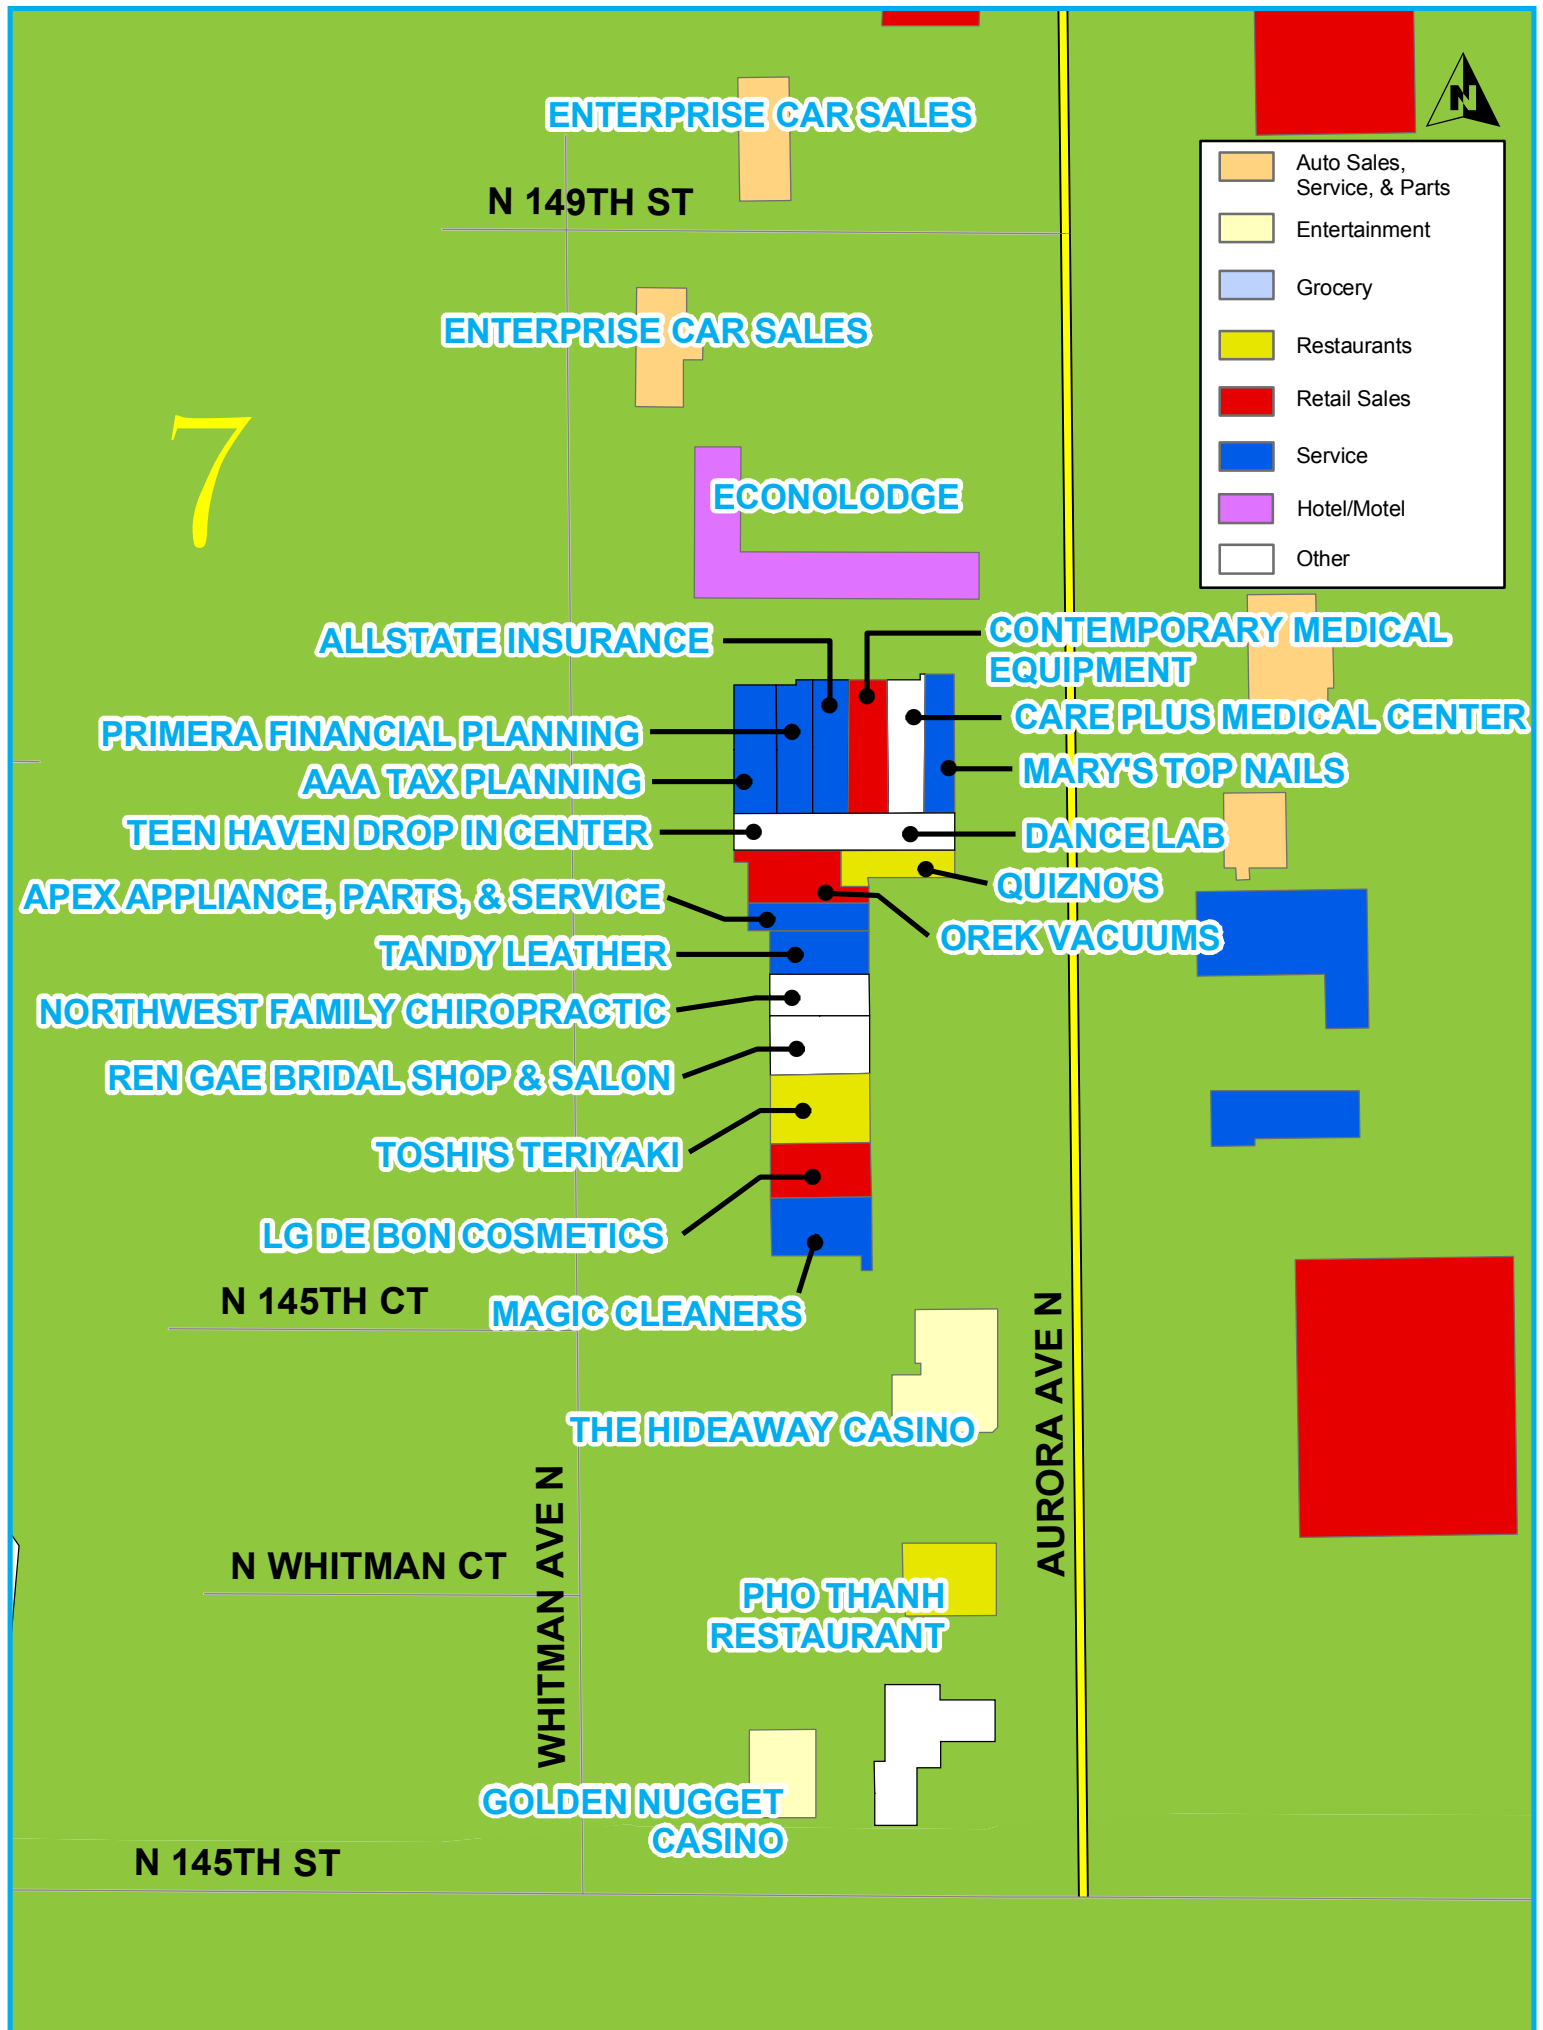 ENTERPRISE CAR SALES
N
Auto Sales,
Service, & Parts
Entertainment
Grocery
Restaurants
Retail Sales
Service
Hotel/Motel
Other
N 149TH ST
ENTERPRISE CAR SALES
7
ECONOLODGE
ALLSTATE INSURANCE
CONTEMPORARY MEDICAL
EQUIPMENT
PRIMERA FINANCIAL PLANNING
CARE PLUS MEDICAL CENTER
AAA TAX PLANNING
MARY'S TOP NAILS
TEEN HAVEN DROP IN CENTER
DANCE LAB
APEX APPLIANCE, PARTS, & SERVICE
QUIZNO'S
TANDY LEATHER
OREK VACUUMS
NORTHWEST FAMILY CHIROPRACTIC
REN GAE BRIDAL SHOP & SALON
TOSHI'S TERIYAKI
LG DE BON COSMETICS
N 145TH CT
MAGIC CLEANERS
AURORA AVE N
THE HIDEAWAY CASINO
WHITMAN AVE N
N WHITMAN CT
PHO THANH
RESTAURANT
GOLDEN NUGGET
CASINO
N 145TH ST